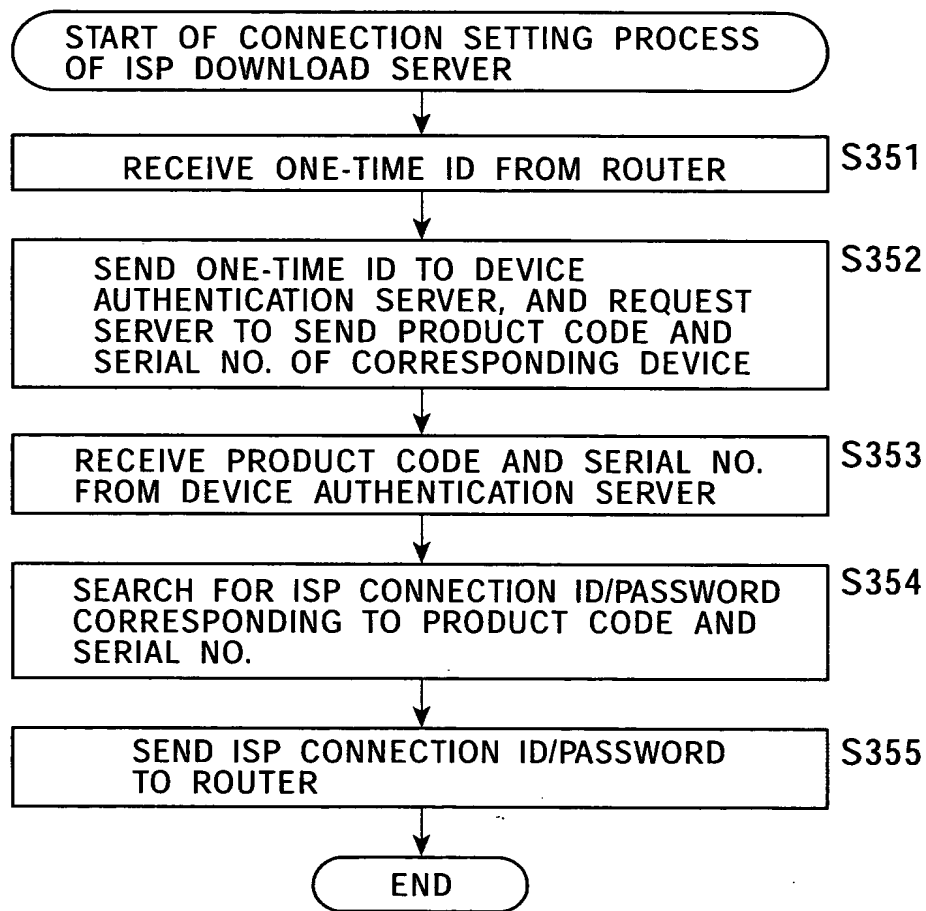 START OF CONNECTION SETTING PROCESS
OF ISP DOWNLOAD SERVER
RECEIVE ONE-TIME ID FROM ROUTER
S351
SEND ONE-TIME ID TO DEVICE
AUTHENTICATION SERVER, AND REQUEST
SERVER TO SEND PRODUCT CODE AND
SERIAL NO. OF CORRESPONDING DEVICE
S352
RECEIVE PRODUCT CODE AND SERIAL NO.
FROM DEVICE AUTHENTICATION SERVER
S353
SEARCH FOR ISP CONNECTION ID/PASSWORD
CORRESPONDING TO PRODUCT CODE AND
SERIAL NO.
S354
SEND ISP CONNECTION ID/PASSWORD
TO ROUTER
S355
END